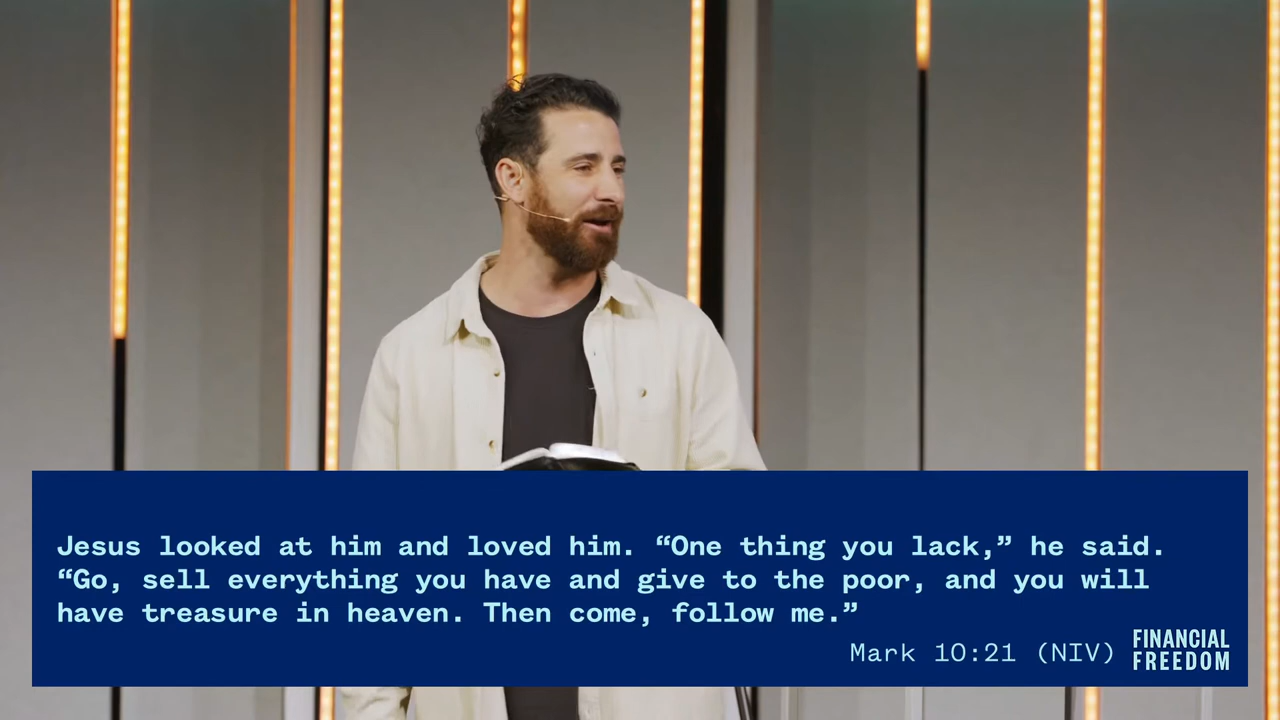 Jesus looked at him and loved him. “One thing you lack,” he said.
“Go, sell everything you have and give to the poor, and you will
have treasure in heaven. Then come, follow me.”
Mark 10:21 (NIV)
FINANCIAL
FREEDOM